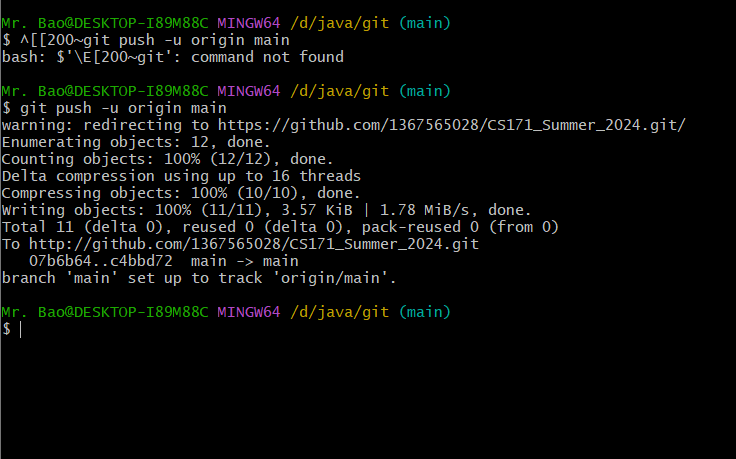 Mr. Bao@DESKTOP-I89M88C MINGW64 /d/java/git (main)
$ ^[[200~git push -u origin main
bash: $'\E[200~git': command not found
Mr. Bao@DESKTOP-I89M88C MINGW64 /d/java/git (main)
$ git push -u origin main
warning: redirecting to https://github.com/1367565028/CS171_Summer_2024.git/
Enumerating objects: 12, done.
Counting objects: 100% (12/12), done.
Delta compression using up to 16 threads
Compressing objects: 100% (10/10), done.
Writing objects: 100% (11/11), 3.57 KiB | 1.78 MiB/s, done.
Total 11 (delta 0), reused 0 (delta 0), pack-reused 0 (from 0)
To http://github.com/1367565028/CS171_Summer_2024.git
   07b6b64..c4bbd72  main -> main
branch 'main' set up to track 'origin/main'.
Mr. Bao@DESKTOP-I89M88C MINGW64 /d/java/git (main)
$